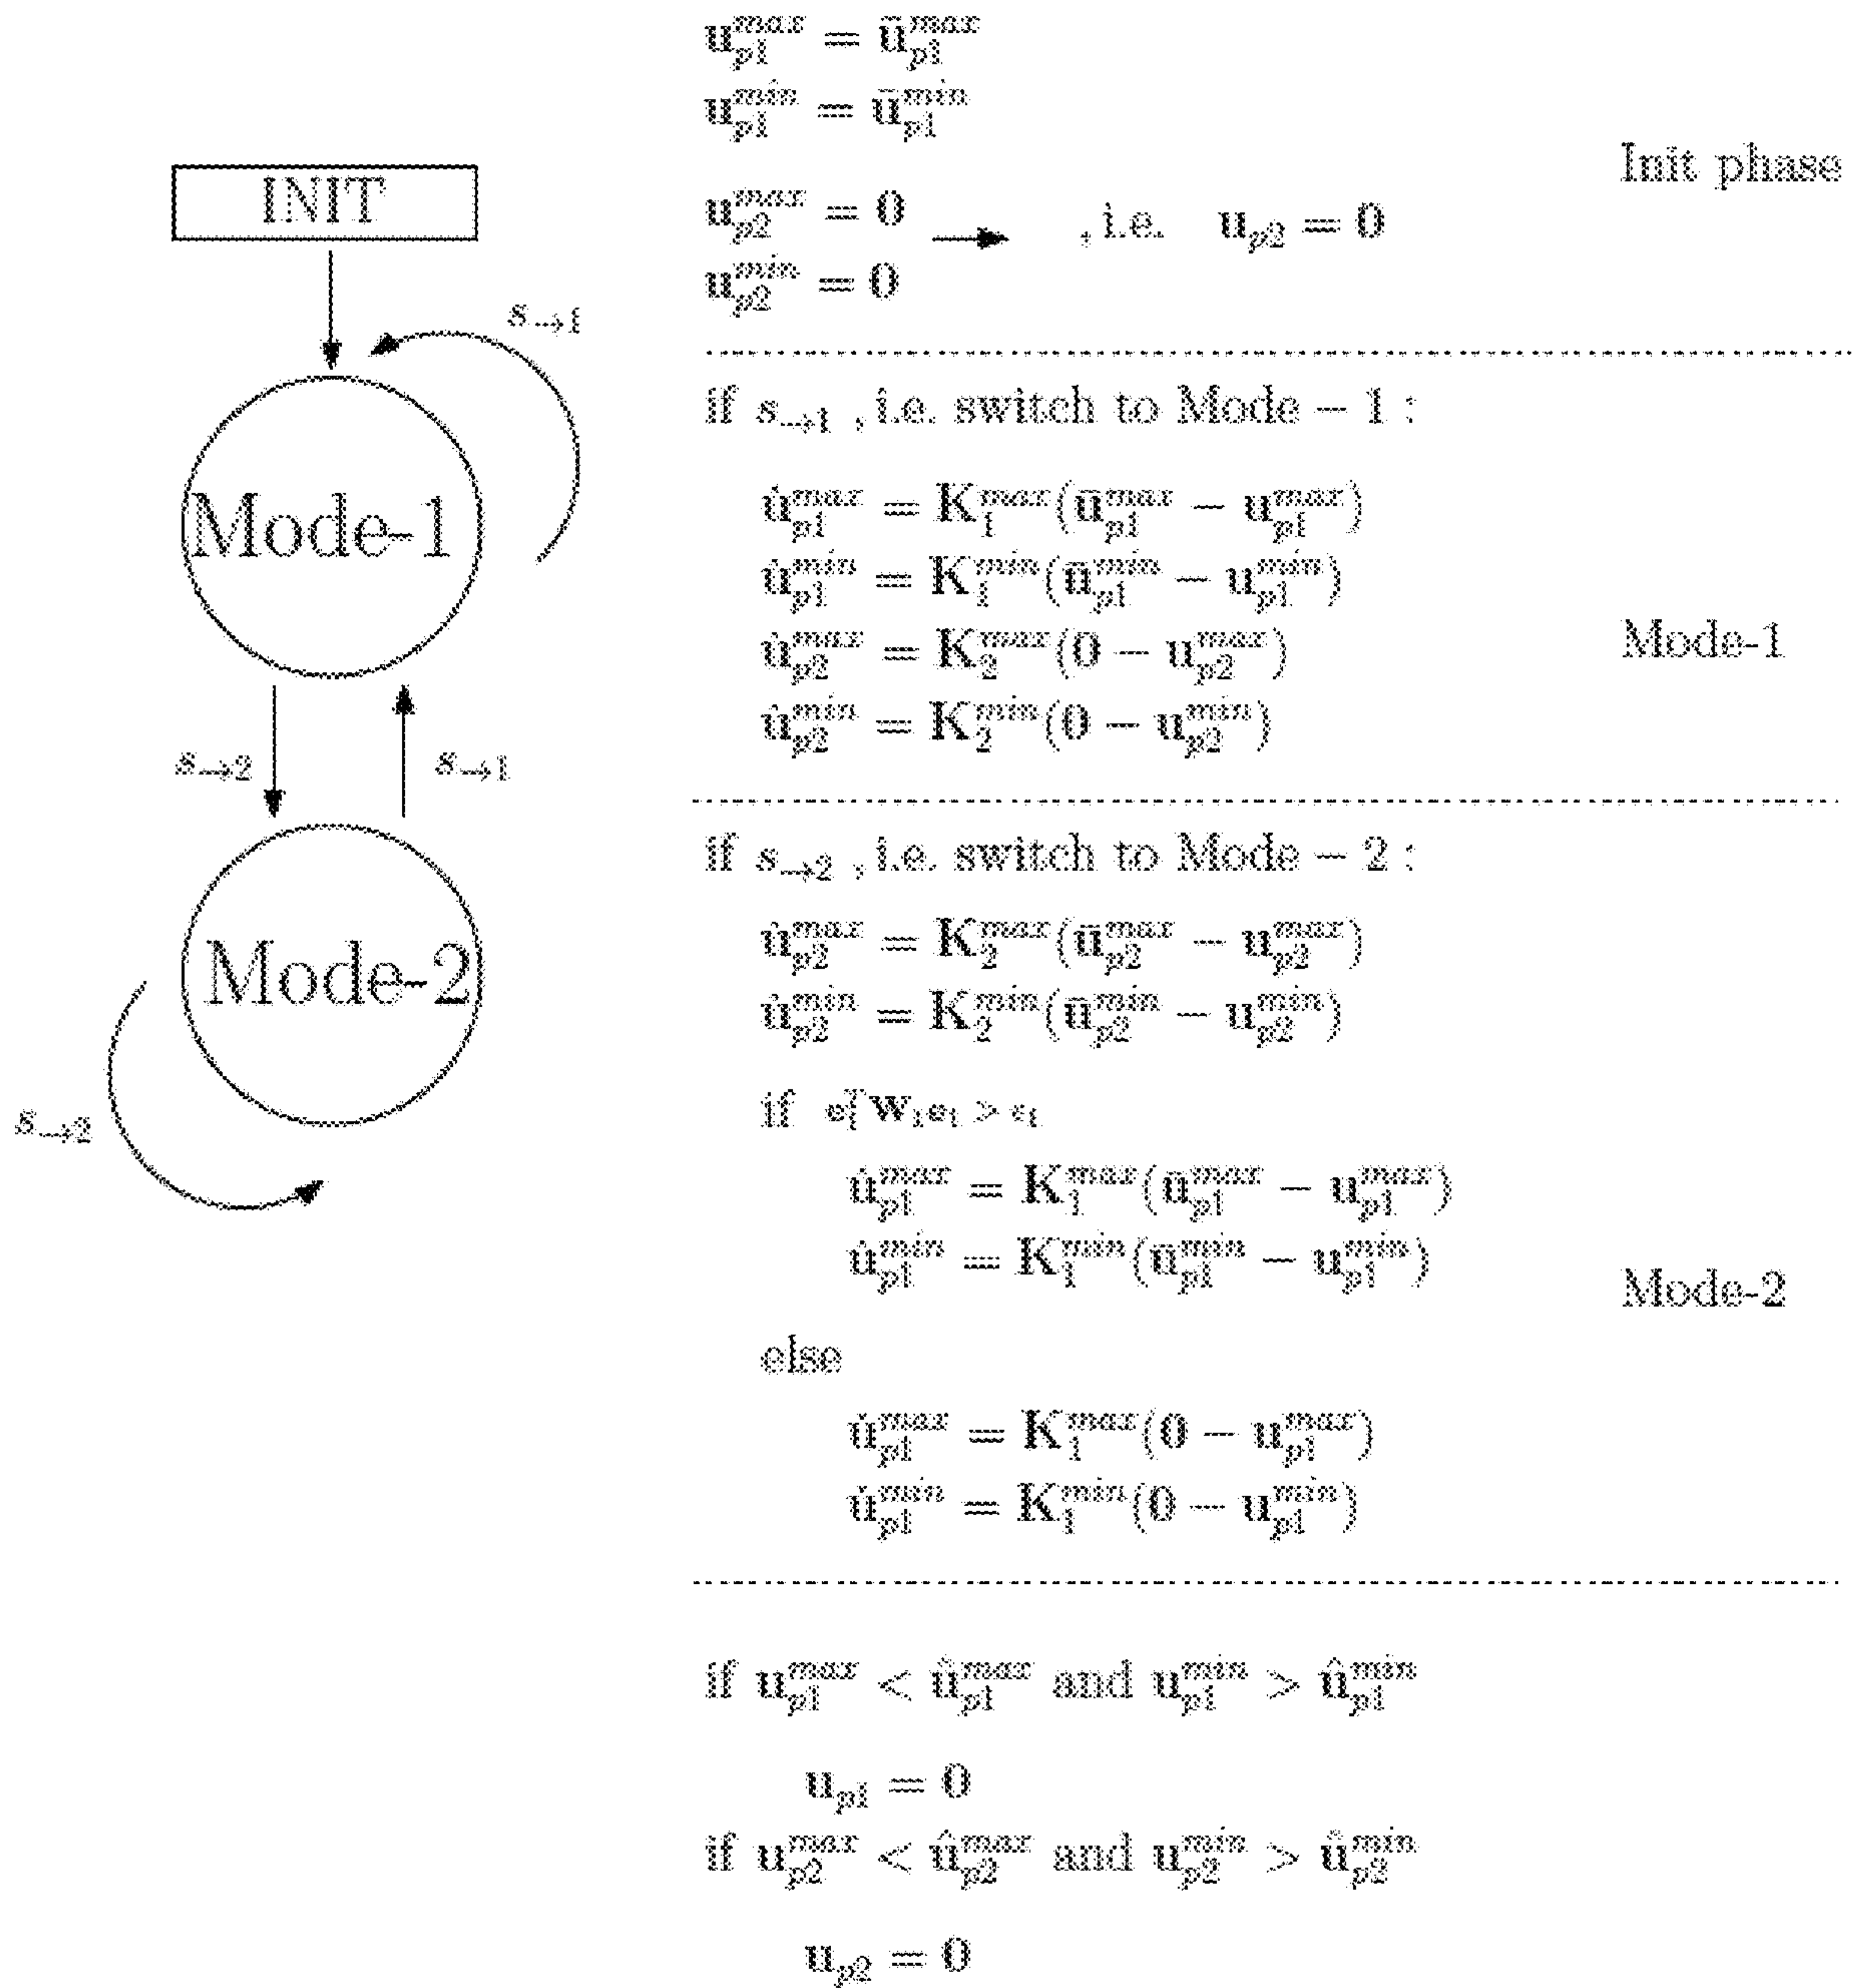 INIT
s→1
Mode-1
s→2
s→1
Mode-2
s→2
u_{p1}^{max} = ū_{p1}^{max}
u_{p1}^{min} = ū_{p1}^{min}
u_{p2}^{max} = 0
, i.e. u_{p2} = 0
u_{p2}^{min} = 0
Init phase
if s→1 , i.e. switch to Mode – 1 :
u̇_{p1}^{max} = K_1^{max}(ū_{p1}^{max} − u_{p1}^{max})
u̇_{p1}^{min} = K_1^{min}(ū_{p1}^{min} − u_{p1}^{min})
u̇_{p2}^{max} = K_2^{max}(0 − u_{p2}^{max})
u̇_{p2}^{min} = K_2^{min}(0 − u_{p2}^{min})
Mode-1
if s→2 , i.e. switch to Mode – 2 :
u̇_{p2}^{max} = K_2^{max}(ū_{p2}^{max} − u_{p2}^{max})
u̇_{p2}^{min} = K_2^{min}(ū_{p2}^{min} − u_{p2}^{min})
if e_1^T W_1 e_1 > ε_1
u̇_{p1}^{max} = K_1^{max}(ū_{p1}^{max} − u_{p1}^{max})
u̇_{p1}^{min} = K_1^{min}(ū_{p1}^{min} − u_{p1}^{min})
Mode-2
else
u̇_{p1}^{max} = K_1^{max}(0 − u_{p1}^{max})
u̇_{p1}^{min} = K_1^{min}(0 − u_{p1}^{min})
if u_{p1}^{max} < û_{p1}^{max} and u_{p1}^{min} > û_{p1}^{min}
u_{p1} = 0
if u_{p2}^{max} < û_{p2}^{max} and u_{p2}^{min} > û_{p2}^{min}
u_{p2} = 0